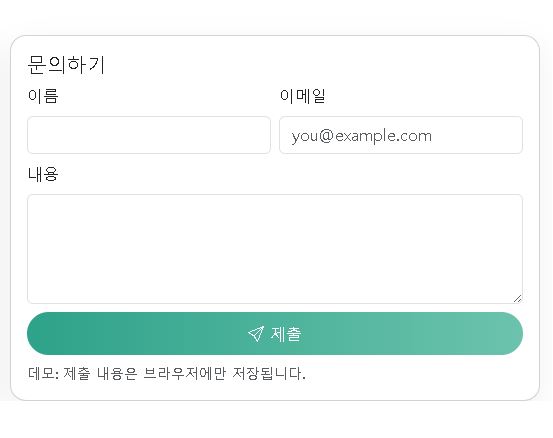 문의하기
이름 이메일
you@example.com
내용
제출
데모: 제출 내용은 브라우저에만 저장됩니다.